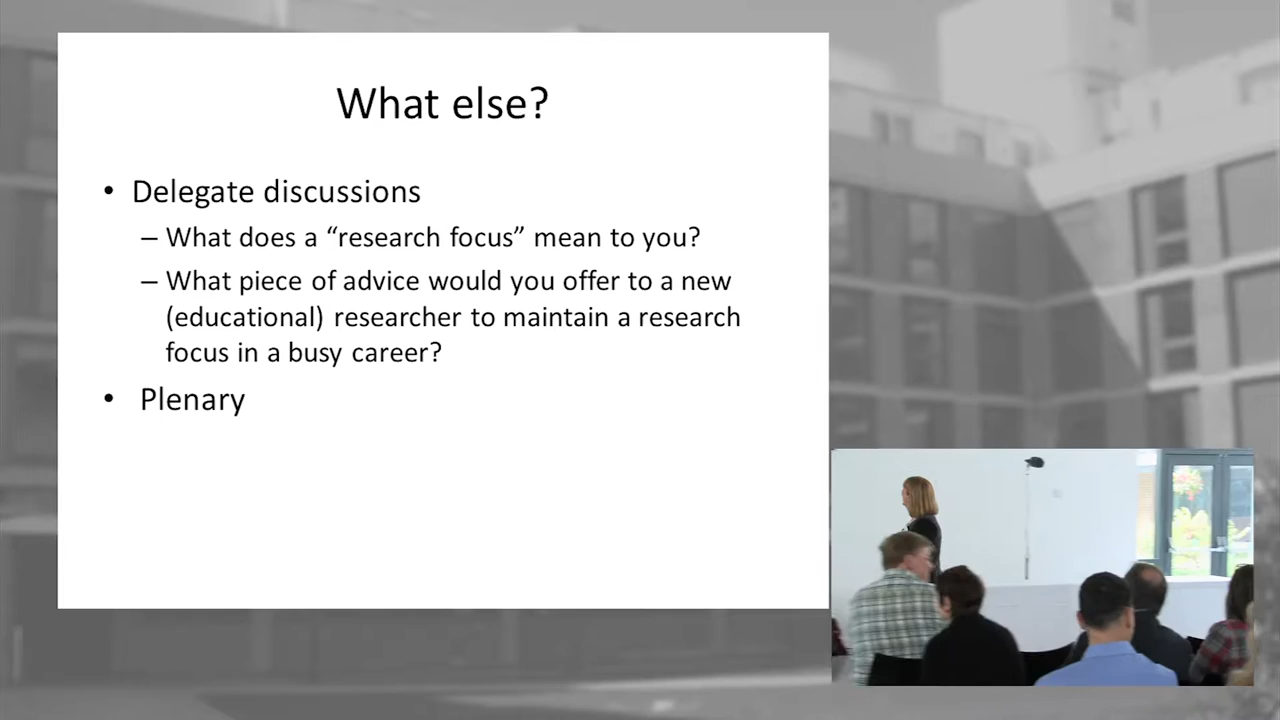 What else?
• Delegate discussions
– What does a “research focus” mean to you?
– What piece of advice would you offer to a new
(educational) researcher to maintain a research
focus in a busy career?
• Plenary